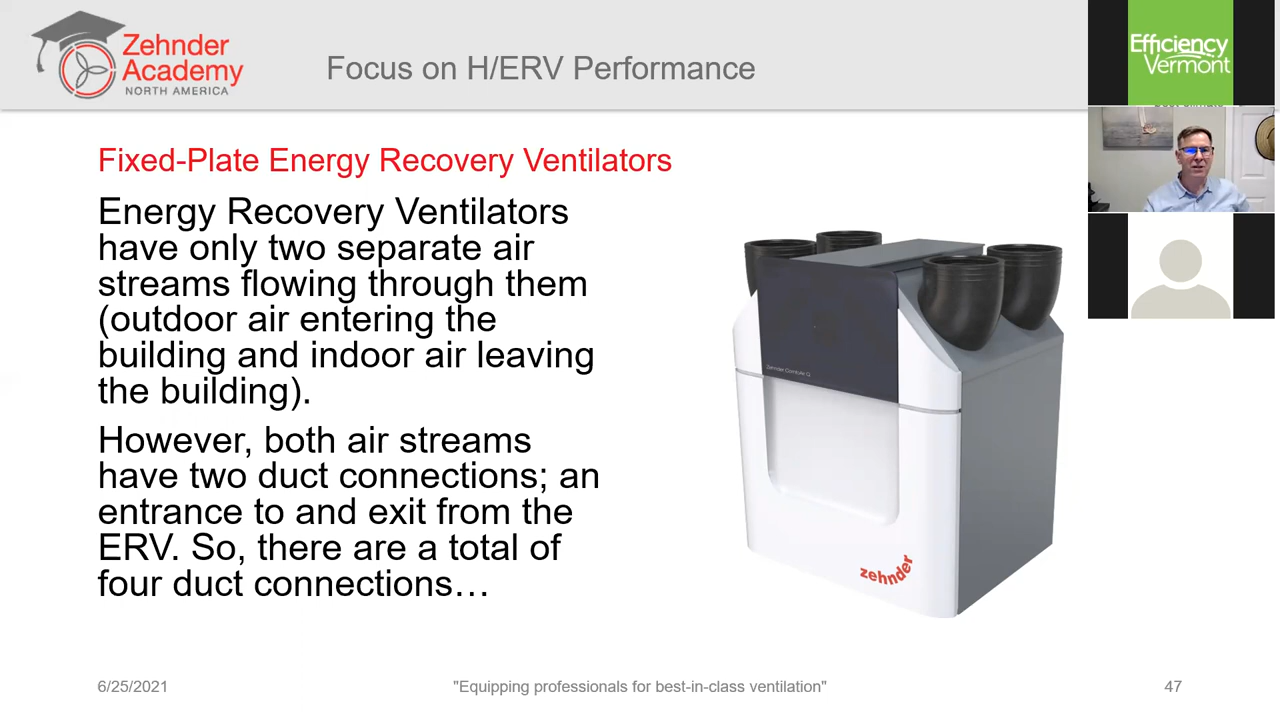 Zehnder
Academy
NORTH AMERICA
Focus on H/ERV Performance
Efficiency
Vermont
Fixed-Plate Energy Recovery Ventilators
Energy Recovery Ventilators
have only two separate air
streams flowing through them
(outdoor air entering the
building and indoor air leaving
the building).
However, both air streams
have two duct connections; an
entrance to and exit from the
ERV. So, there are a total of
four duct connections…
zehnder
6/25/2021
"Equipping professionals for best-in-class ventilation"
47